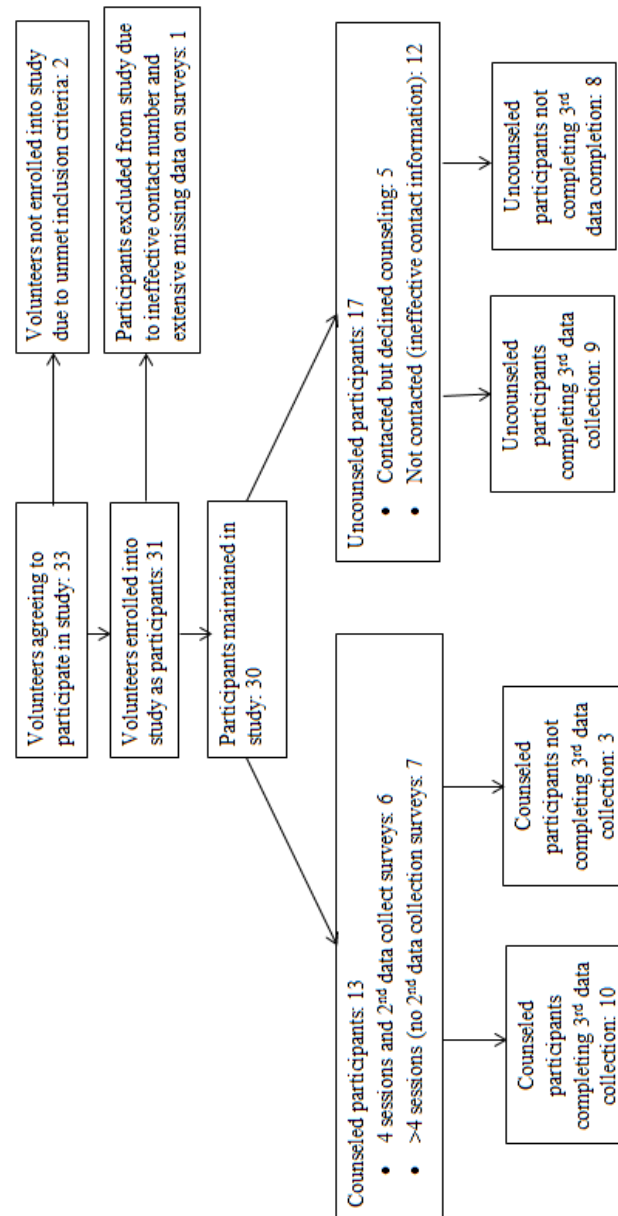 Volunteers agreeing to
participate in study: 33
Volunteers not enrolled into study
due to unmet inclusion criteria: 2
Volunteers enrolled into
study as participants: 31
Participants excluded from study due
to ineffective contact number and
extensive missing data on surveys: 1
Participants maintained in
study: 30
Counseled participants: 13
• 4 sessions and 2nd data collect surveys: 6
• >4 sessions (no 2nd data collection surveys: 7
Uncounseled participants: 17
• Contacted but declined counseling: 5
• Not contacted (ineffective contact information): 12
Counseled
participants
completing 3rd data
collection: 10
Counseled
participants not
completing 3rd data
collection: 3
Uncounseled
participants
completing 3rd data
collection: 9
Uncounseled
participants not
completing 3rd
data completion: 8